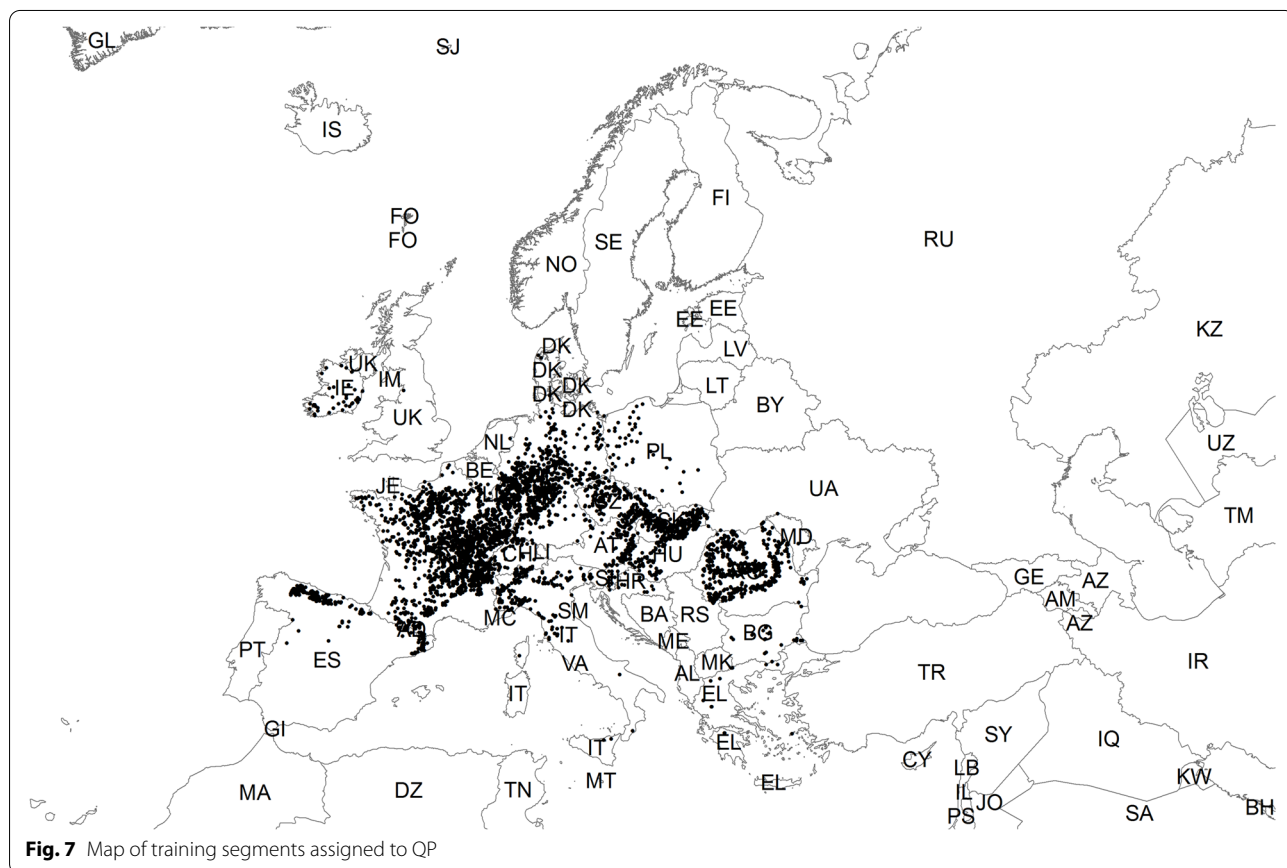 GL
SJ
IS
FO
FO
FI
SE
NO
RU
EE
EE
KZ
LV
DK
DK
DK
DK
DK
LT
BY
UK
IE
IM
UK
NL
PL
BE
JE
UA
UZ
TM
CZ
AT
HU
MD
CH LI
HR
GE
AZ
AM
AZ
MC
SM
IT
BA
RS
ME
BG
PT
ES
AD
VA
MK
AL
EL
TR
IR
IT
GI
IT
EL
SY
IQ
CY
LB
MT
EL
KW
MA
DZ
TN
IL
JO
SA
BH
PS
Fig. 7 Map of training segments assigned to QP